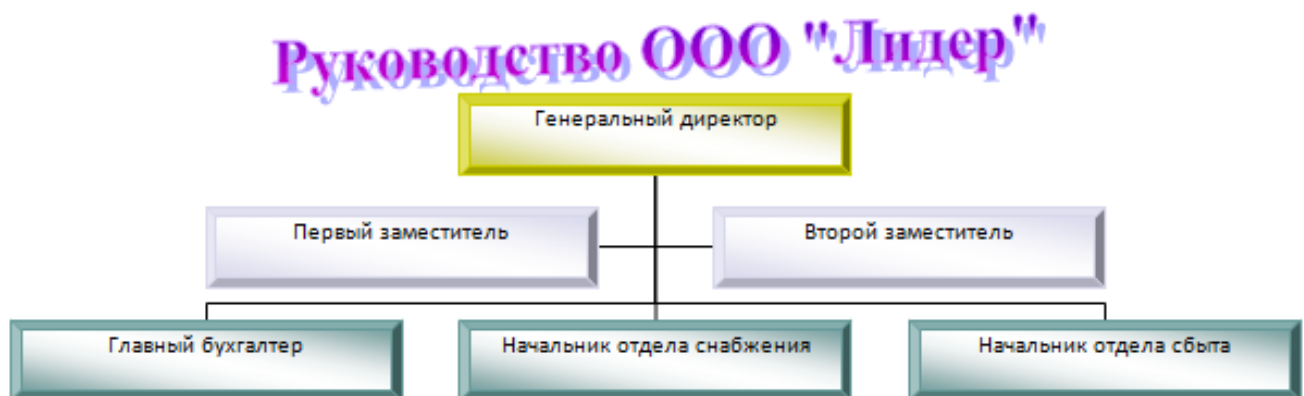 Руководство ООО "Лидер"
Генеральный директор
Первый заместитель
Второй заместитель
Главный бухгалтер
Начальник отдела снабжения
Начальник отдела сбыта